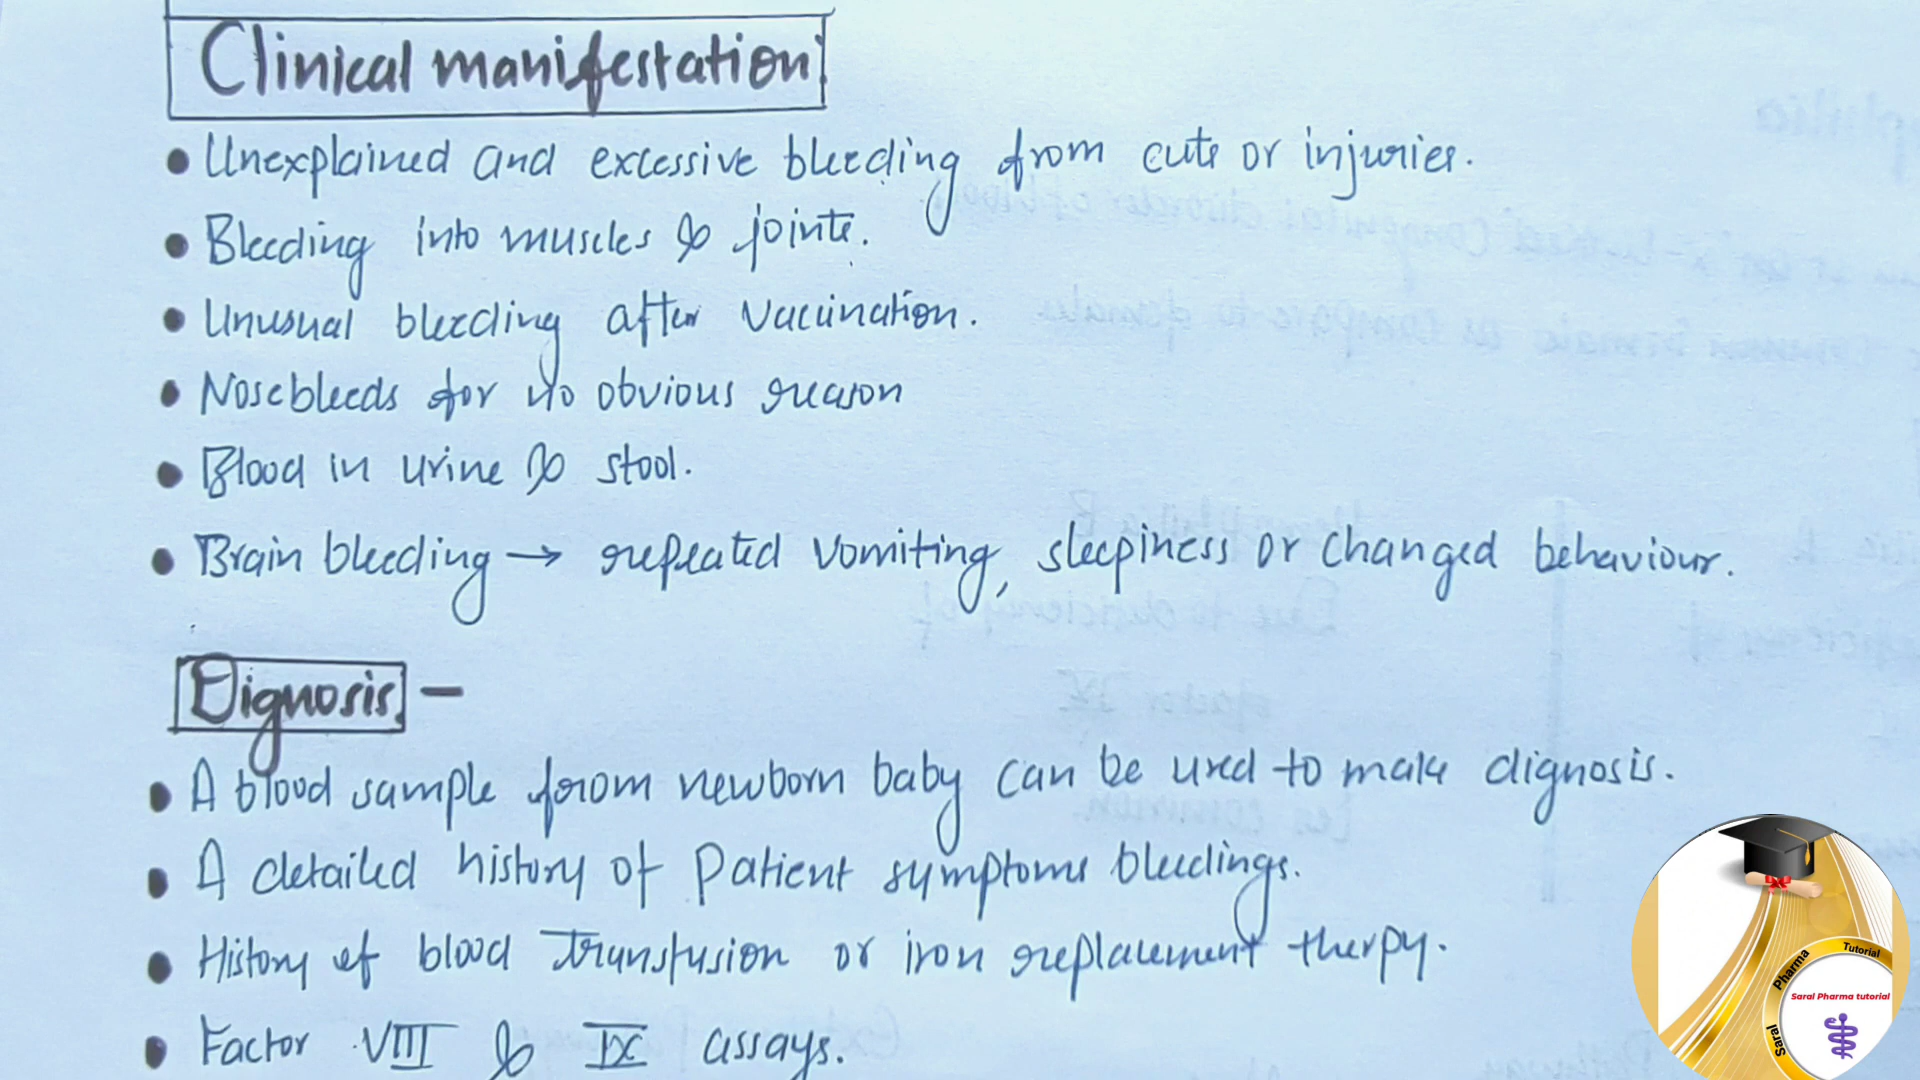 Clinical manifestation
• Unexplained and excessive bleeding from cuts or injuries.
• Bleeding into muscles & joints.
• Unusual bleeding after vaccination.
• Nosebleeds for no obvious reason
• Blood in urine & stool.
• Brain bleeding → repeated vomiting, sleepiness or changed behaviour.
Dignosis. –
• A blood sample from newborn baby can be used to make dignosis.
• A detailed history of patient symptoms bleedings.
• History of blood transfusion or iron replacement therpy.
• Factor VIII & IX assays.
Saral Pharma Tutorial
Saral Pharma tutorial